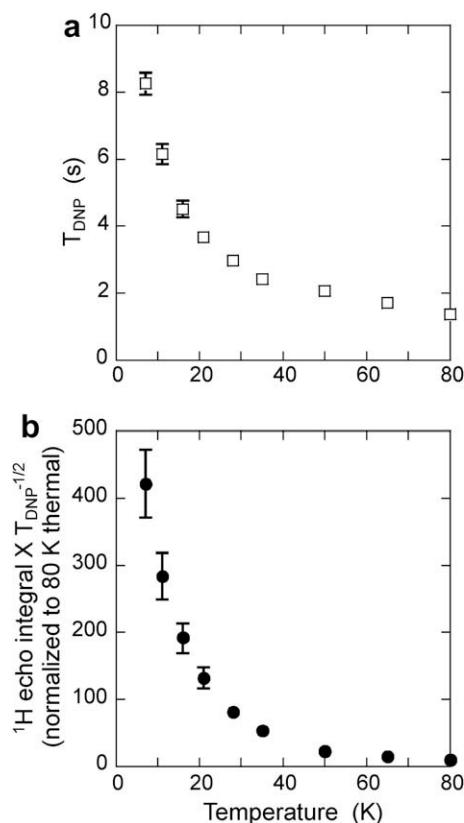 a
10
8
6
4
2
0
T_DNP (s)
0 20 40 60 80
Temperature (K)
b
500
400
300
200
100
0
¹H echo integral X T_DNP^-1/2
(normalized to 80 K thermal)
0 20 40 60 80
Temperature (K)